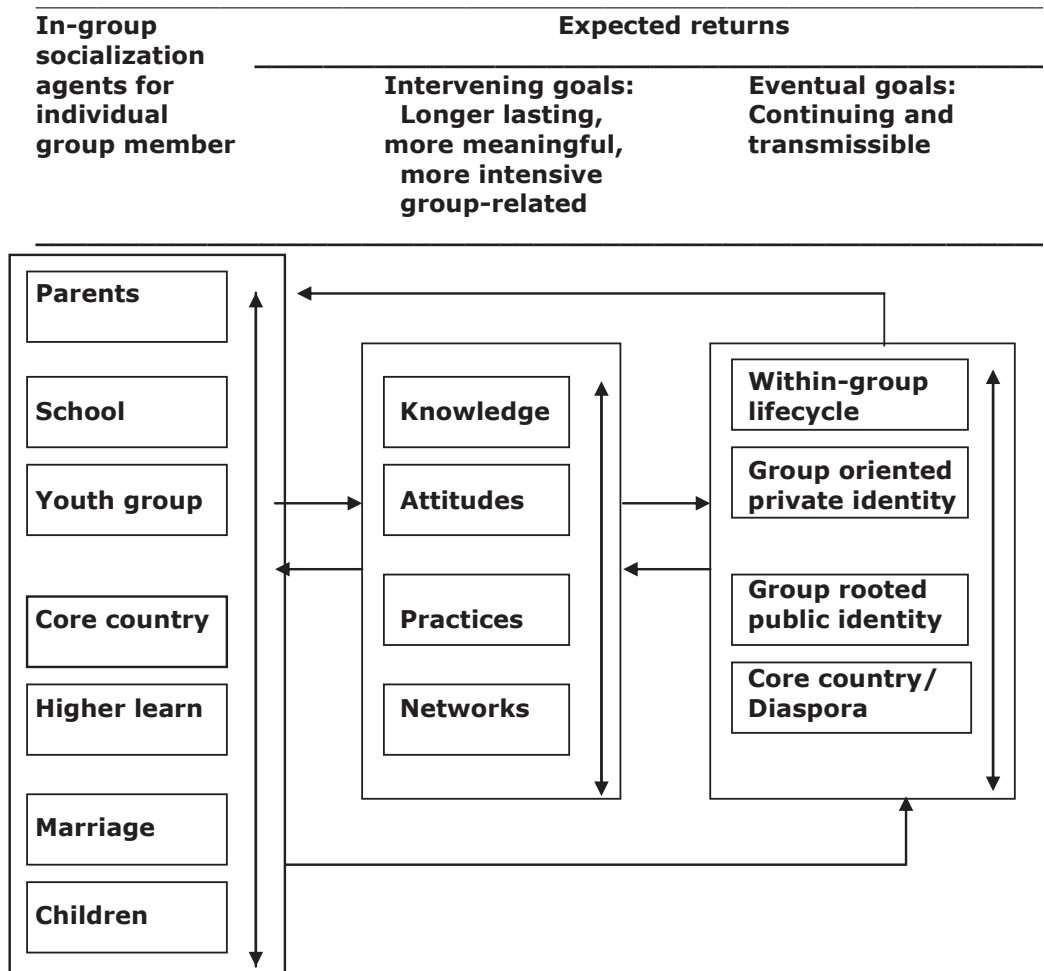 In-group
socialization
agents for
individual
group member
Expected returns
Intervening goals:
Longer lasting,
more meaningful,
more intensive
group-related
Eventual goals:
Continuing and
transmissible
Parents
School
Youth group
Core country
Higher learn
Marriage
Children
Knowledge
Attitudes
Practices
Networks
Within-group
lifecycle
Group oriented
private identity
Group rooted
public identity
Core country/
Diaspora